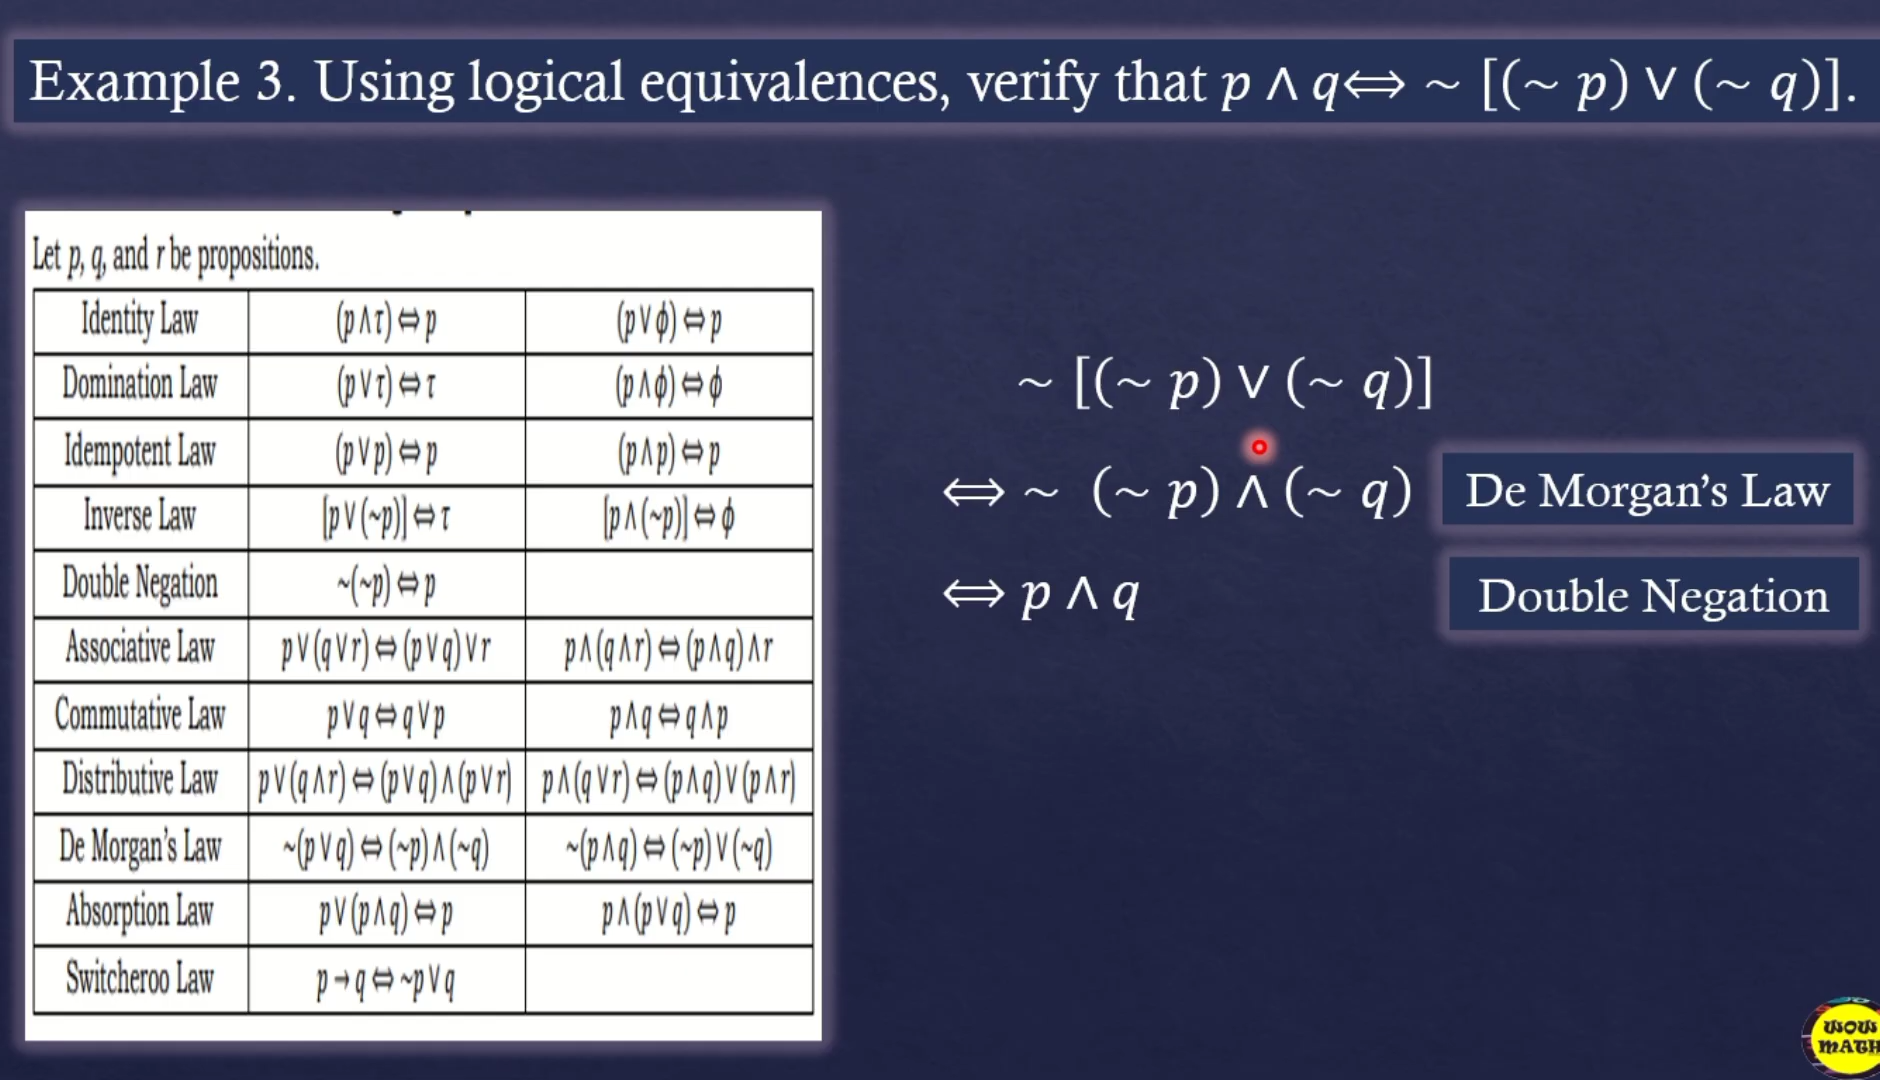 Example 3. Using logical equivalences, verify that p ∧ q ⟺ ~ [(~ p) ∨ (~ q)].
Let p, q, and r be propositions.
Identity Law (p ∧ τ) ⇔ p (p ∨ ϕ) ⇔ p
Domination Law (p ∨ τ) ⇔ τ (p ∧ ϕ) ⇔ ϕ
Idempotent Law (p ∨ p) ⇔ p (p ∧ p) ⇔ p
Inverse Law [p ∨ (~p)] ⇔ τ [p ∧ (~p)] ⇔ ϕ
Double Negation ~(~p) ⇔ p
Associative Law p ∨ (q ∨ r) ⇔ (p ∨ q) ∨ r p ∧ (q ∧ r) ⇔ (p ∧ q) ∧ r
Commutative Law p ∨ q ⇔ q ∨ p p ∧ q ⇔ q ∧ p
Distributive Law p ∨ (q ∧ r) ⇔ (p ∨ q) ∧ (p ∨ r) p ∧ (q ∨ r) ⇔ (p ∧ q) ∨ (p ∧ r)
De Morgan's Law ~(p ∨ q) ⇔ (~p) ∧ (~q) ~(p ∧ q) ⇔ (~p) ∨ (~q)
Absorption Law p ∨ (p ∧ q) ⇔ p p ∧ (p ∨ q) ⇔ p
Switcheroo Law p → q ⇔ ~p ∨ q
~ [(~ p) ∨ (~ q)]
⟺ ~ (~ p) ∧ (~ q) De Morgan's Law
⟺ p ∧ q Double Negation
WOW
MATH